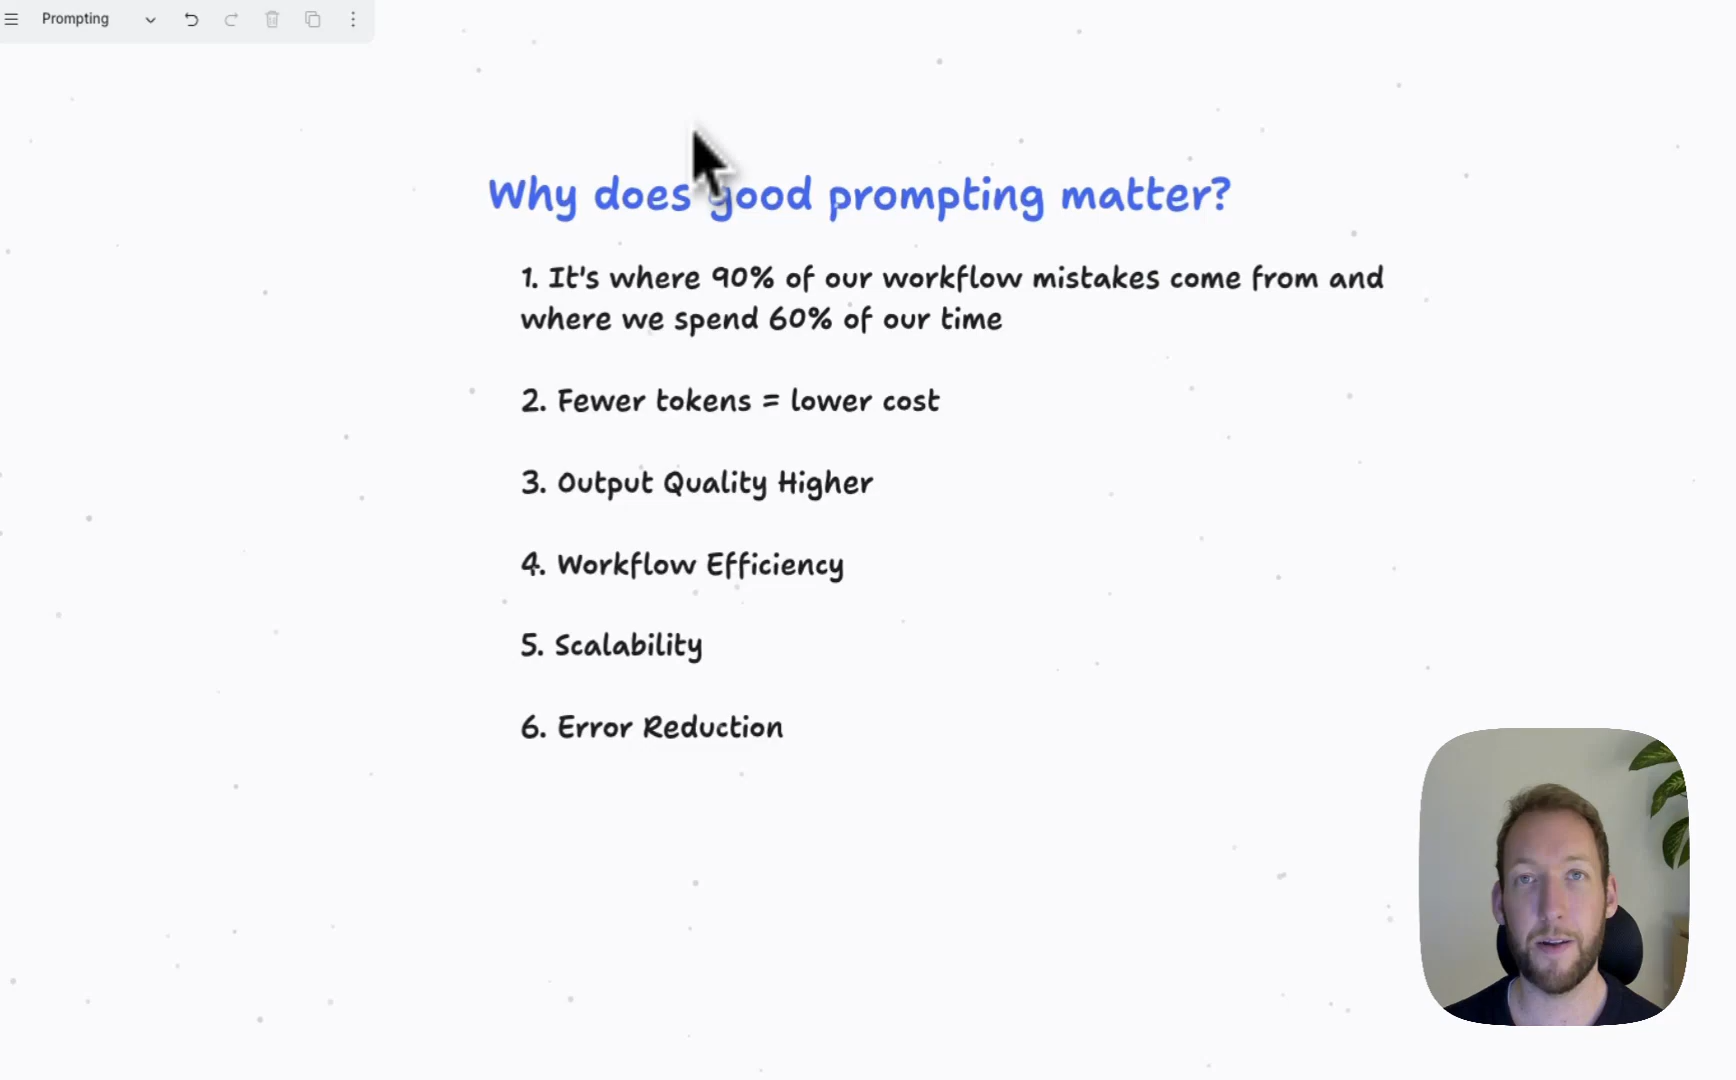 Prompting
Why does good prompting matter?
1. It's where 90% of our workflow mistakes come from and
where we spend 60% of our time
2. Fewer tokens = lower cost
3. Output Quality Higher
4. Workflow Efficiency
5. Scalability
6. Error Reduction